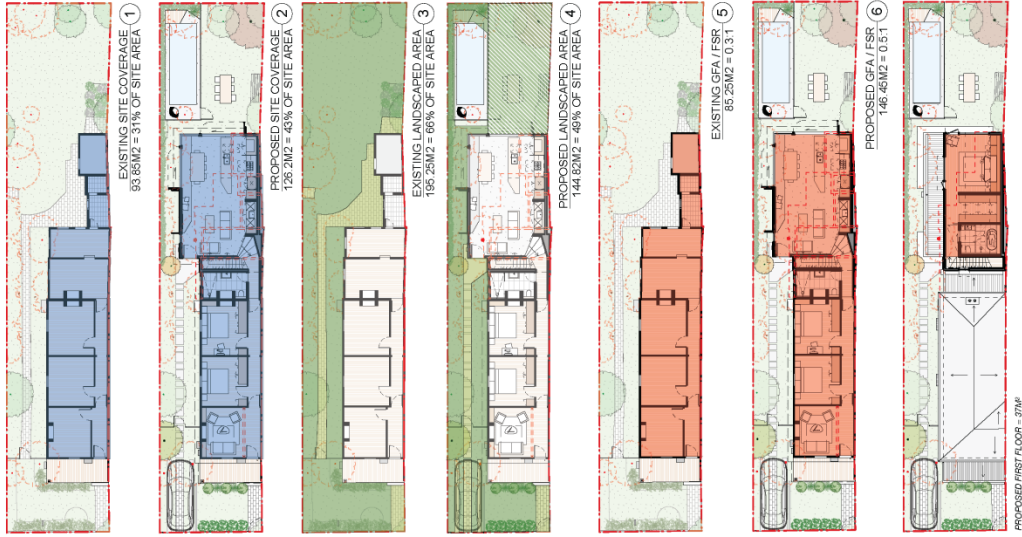 1
EXISTING SITE COVERAGE
93.85M2 = 31% OF SITE AREA
2
PROPOSED SITE COVERAGE
126.2M2 = 43% OF SITE AREA
3
EXISTING LANDSCAPED AREA
195.25M2 = 66% OF SITE AREA
4
PROPOSED LANDSCAPED AREA
144.82M2 = 49% OF SITE AREA
5
EXISTING GFA / FSR
85.25M2 = 0.3:1
6
PROPOSED GFA / FSR
146.45M2 = 0.5:1
PROPOSED FIRST FLOOR = 37M²